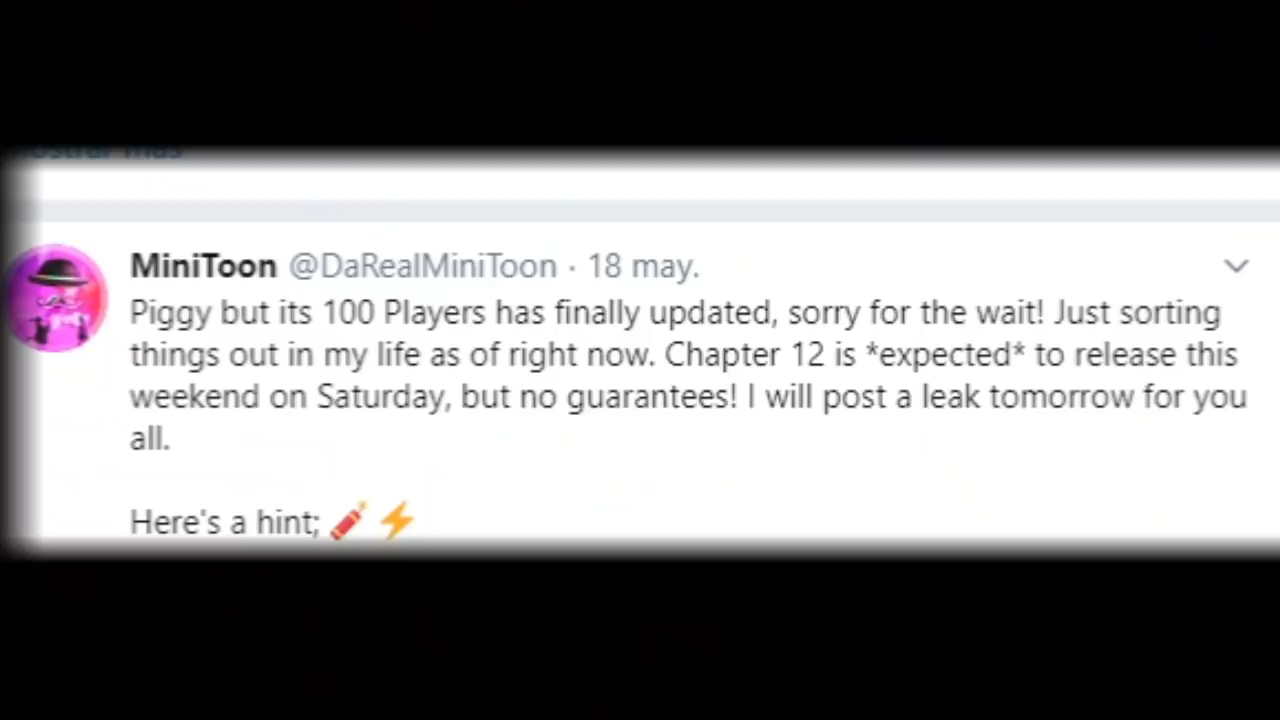 mostrar más
MiniToon @DaRealMiniToon · 18 may.
Piggy but its 100 Players has finally updated, sorry for the wait! Just sorting
things out in my life as of right now. Chapter 12 is *expected* to release this
weekend on Saturday, but no guarantees! I will post a leak tomorrow for you
all.
Here's a hint; 🧨⚡